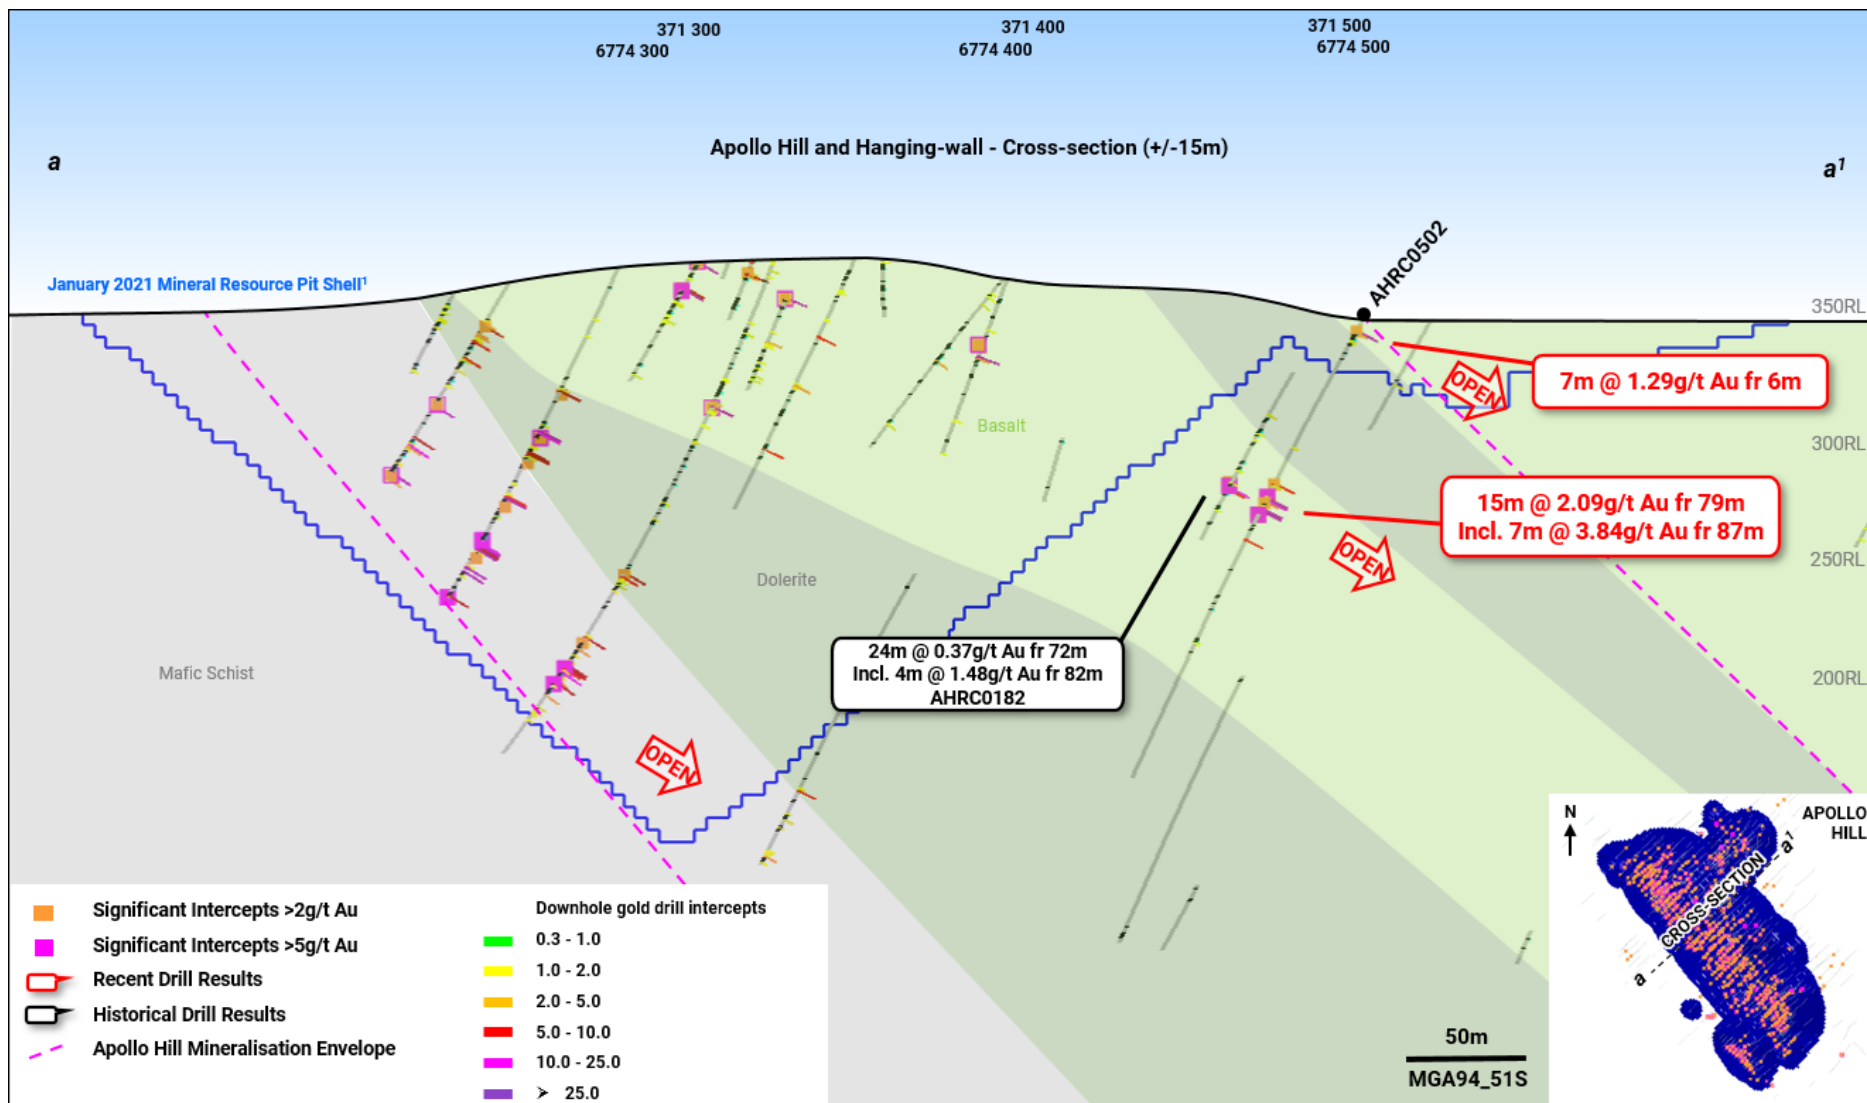 371 300
6774 300
371 400
6774 400
371 500
6774 500
Apollo Hill and Hanging-wall - Cross-section (+/-15m)
a
a¹
AHRC0502
January 2021 Mineral Resource Pit Shell¹
350RL
7m @ 1.29g/t Au fr 6m
OPEN
Basalt
300RL
15m @ 2.09g/t Au fr 79m
Incl. 7m @ 3.84g/t Au fr 87m
OPEN
250RL
Dolerite
24m @ 0.37g/t Au fr 72m
Incl. 4m @ 1.48g/t Au fr 82m
AHRC0182
Mafic Schist
200RL
OPEN
Significant Intercepts >2g/t Au
Significant Intercepts >5g/t Au
Recent Drill Results
Historical Drill Results
Apollo Hill Mineralisation Envelope
Downhole gold drill intercepts
0.3 - 1.0
1.0 - 2.0
2.0 - 5.0
5.0 - 10.0
10.0 - 25.0
➢ 25.0
50m
MGA94_51S
N
APOLLO
HILL
a¹
CROSS-SECTION
a